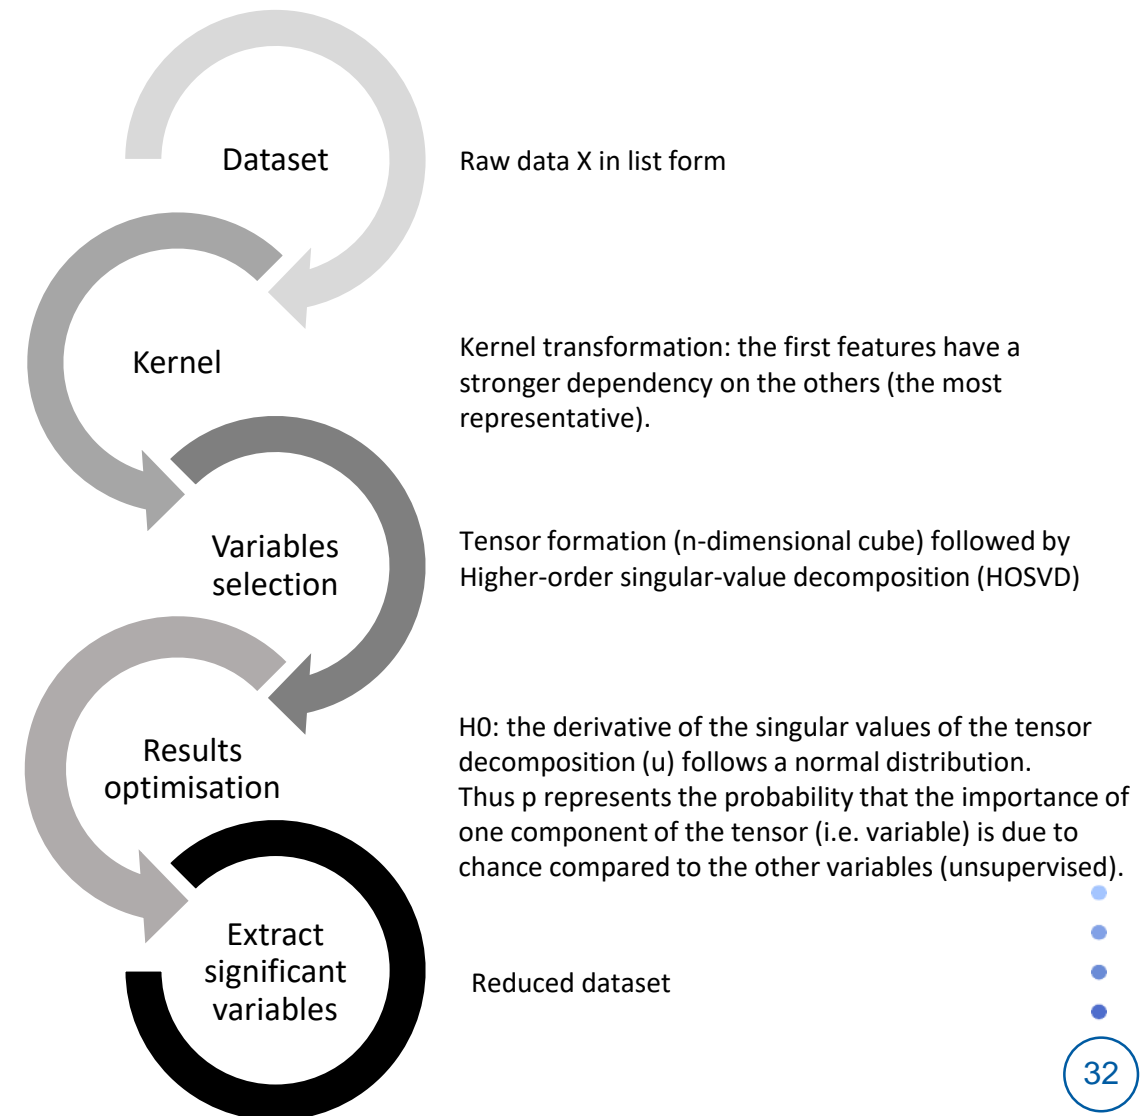 Dataset
Raw data X in list form
Kernel
Kernel transformation: the first features have a
stronger dependency on the others (the most
representative).
Variables
selection
Tensor formation (n-dimensional cube) followed by
Higher-order singular-value decomposition (HOSVD)
Results
optimisation
H0: the derivative of the singular values of the tensor
decomposition (u) follows a normal distribution.
Thus p represents the probability that the importance of
one component of the tensor (i.e. variable) is due to
chance compared to the other variables (unsupervised).
Extract
significant
variables
Reduced dataset
32